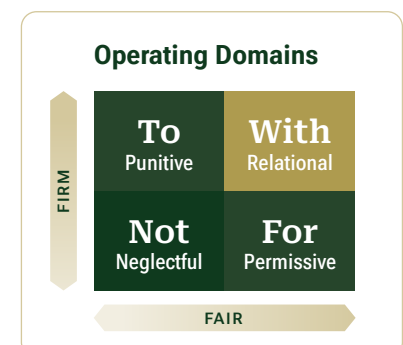 Operating Domains
To
Punitive
With
Relational
FIRM
Not
Neglectful
For
Permissive
FAIR